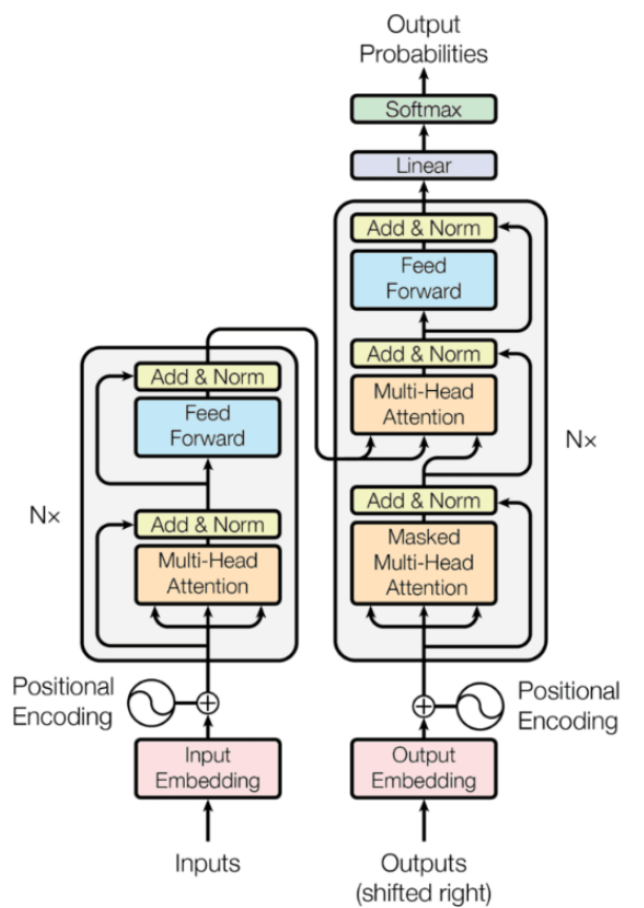 Output
Probabilities
Softmax
Linear
Add & Norm
Feed
Forward
Add & Norm
Multi-Head
Attention
Add & Norm
Masked
Multi-Head
Attention
N×
Positional
Encoding
Output
Embedding
Outputs
(shifted right)
Add & Norm
Feed
Forward
Add & Norm
Multi-Head
Attention
N×
Positional
Encoding
Input
Embedding
Inputs